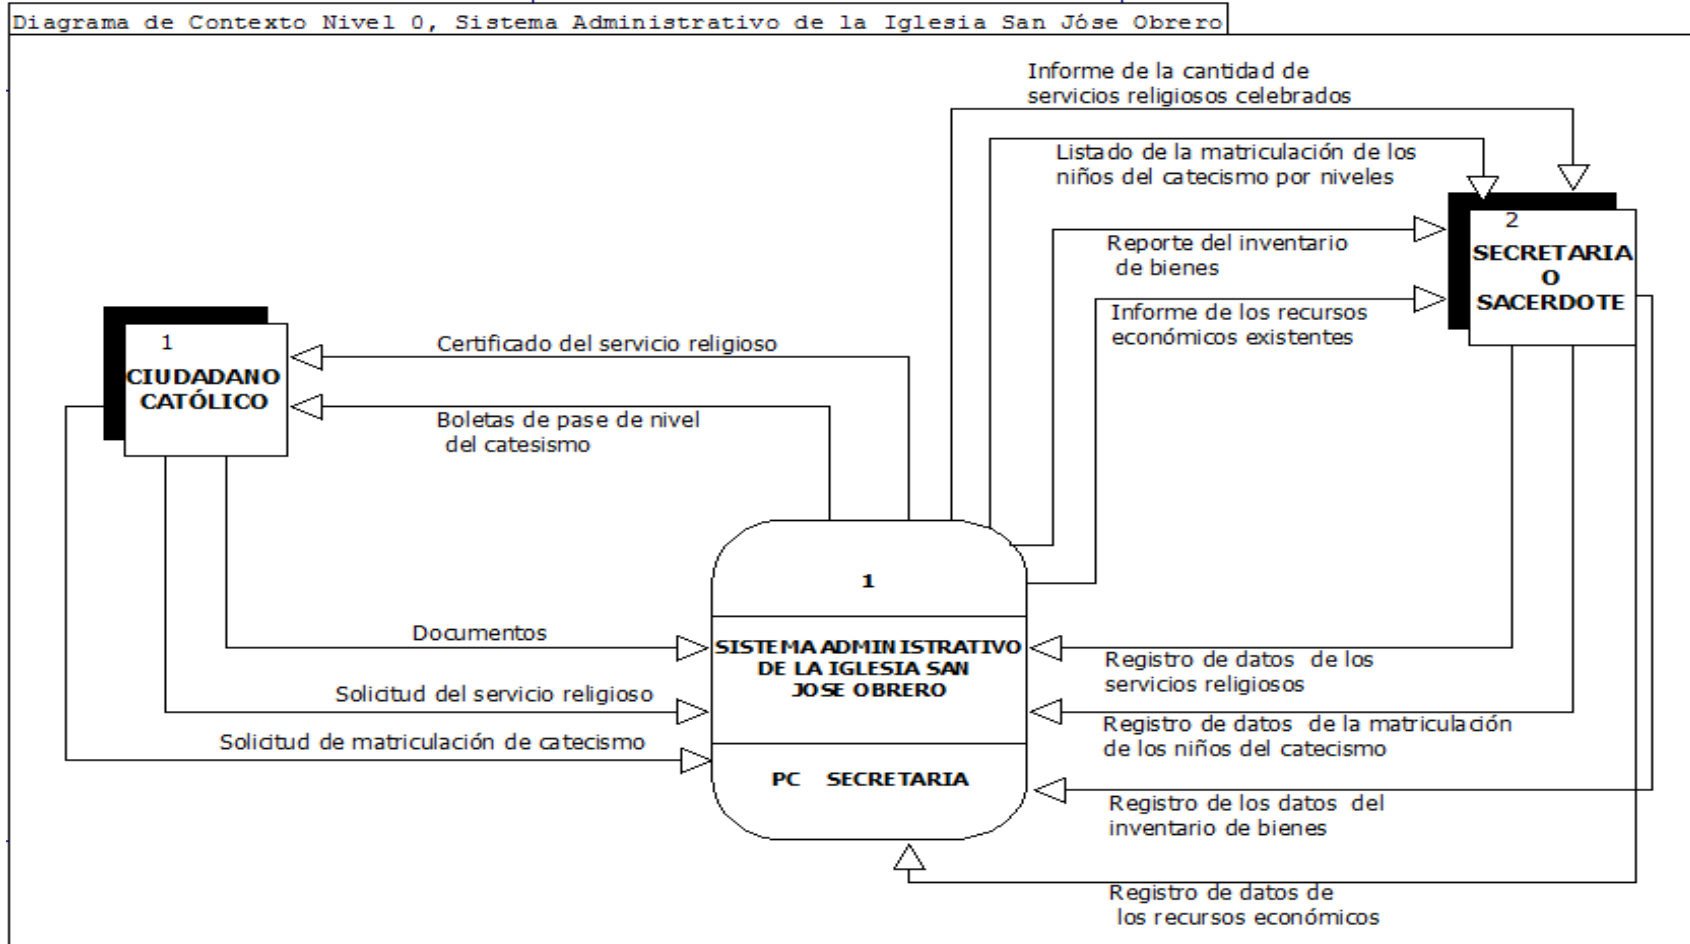 Diagrama de Contexto Nivel 0, Sistema Administrativo de la Iglesia San Jóse Obrero
Informe de la cantidad de
servicios religiosos celebrados
Listado de la matriculación de los
niños del catecismo por niveles
2
SECRETARIA
O
SACERDOTE
Reporte del inventario
de bienes
Informe de los recursos
económicos existentes
1
CIUDADANO
CATÓLICO
Certificado del servicio religioso
Boletas de pase de nivel
del catesismo
1
SISTEMA ADMINISTRATIVO
DE LA IGLESIA SAN
JOSE OBRERO
PC SECRETARIA
Documentos
Solicitud del servicio religioso
Solicitud de matriculación de catecismo
Registro de datos de los
servicios religiosos
Registro de datos de la matriculación
de los niños del catecismo
Registro de los datos del
inventario de bienes
Registro de datos de
los recursos económicos